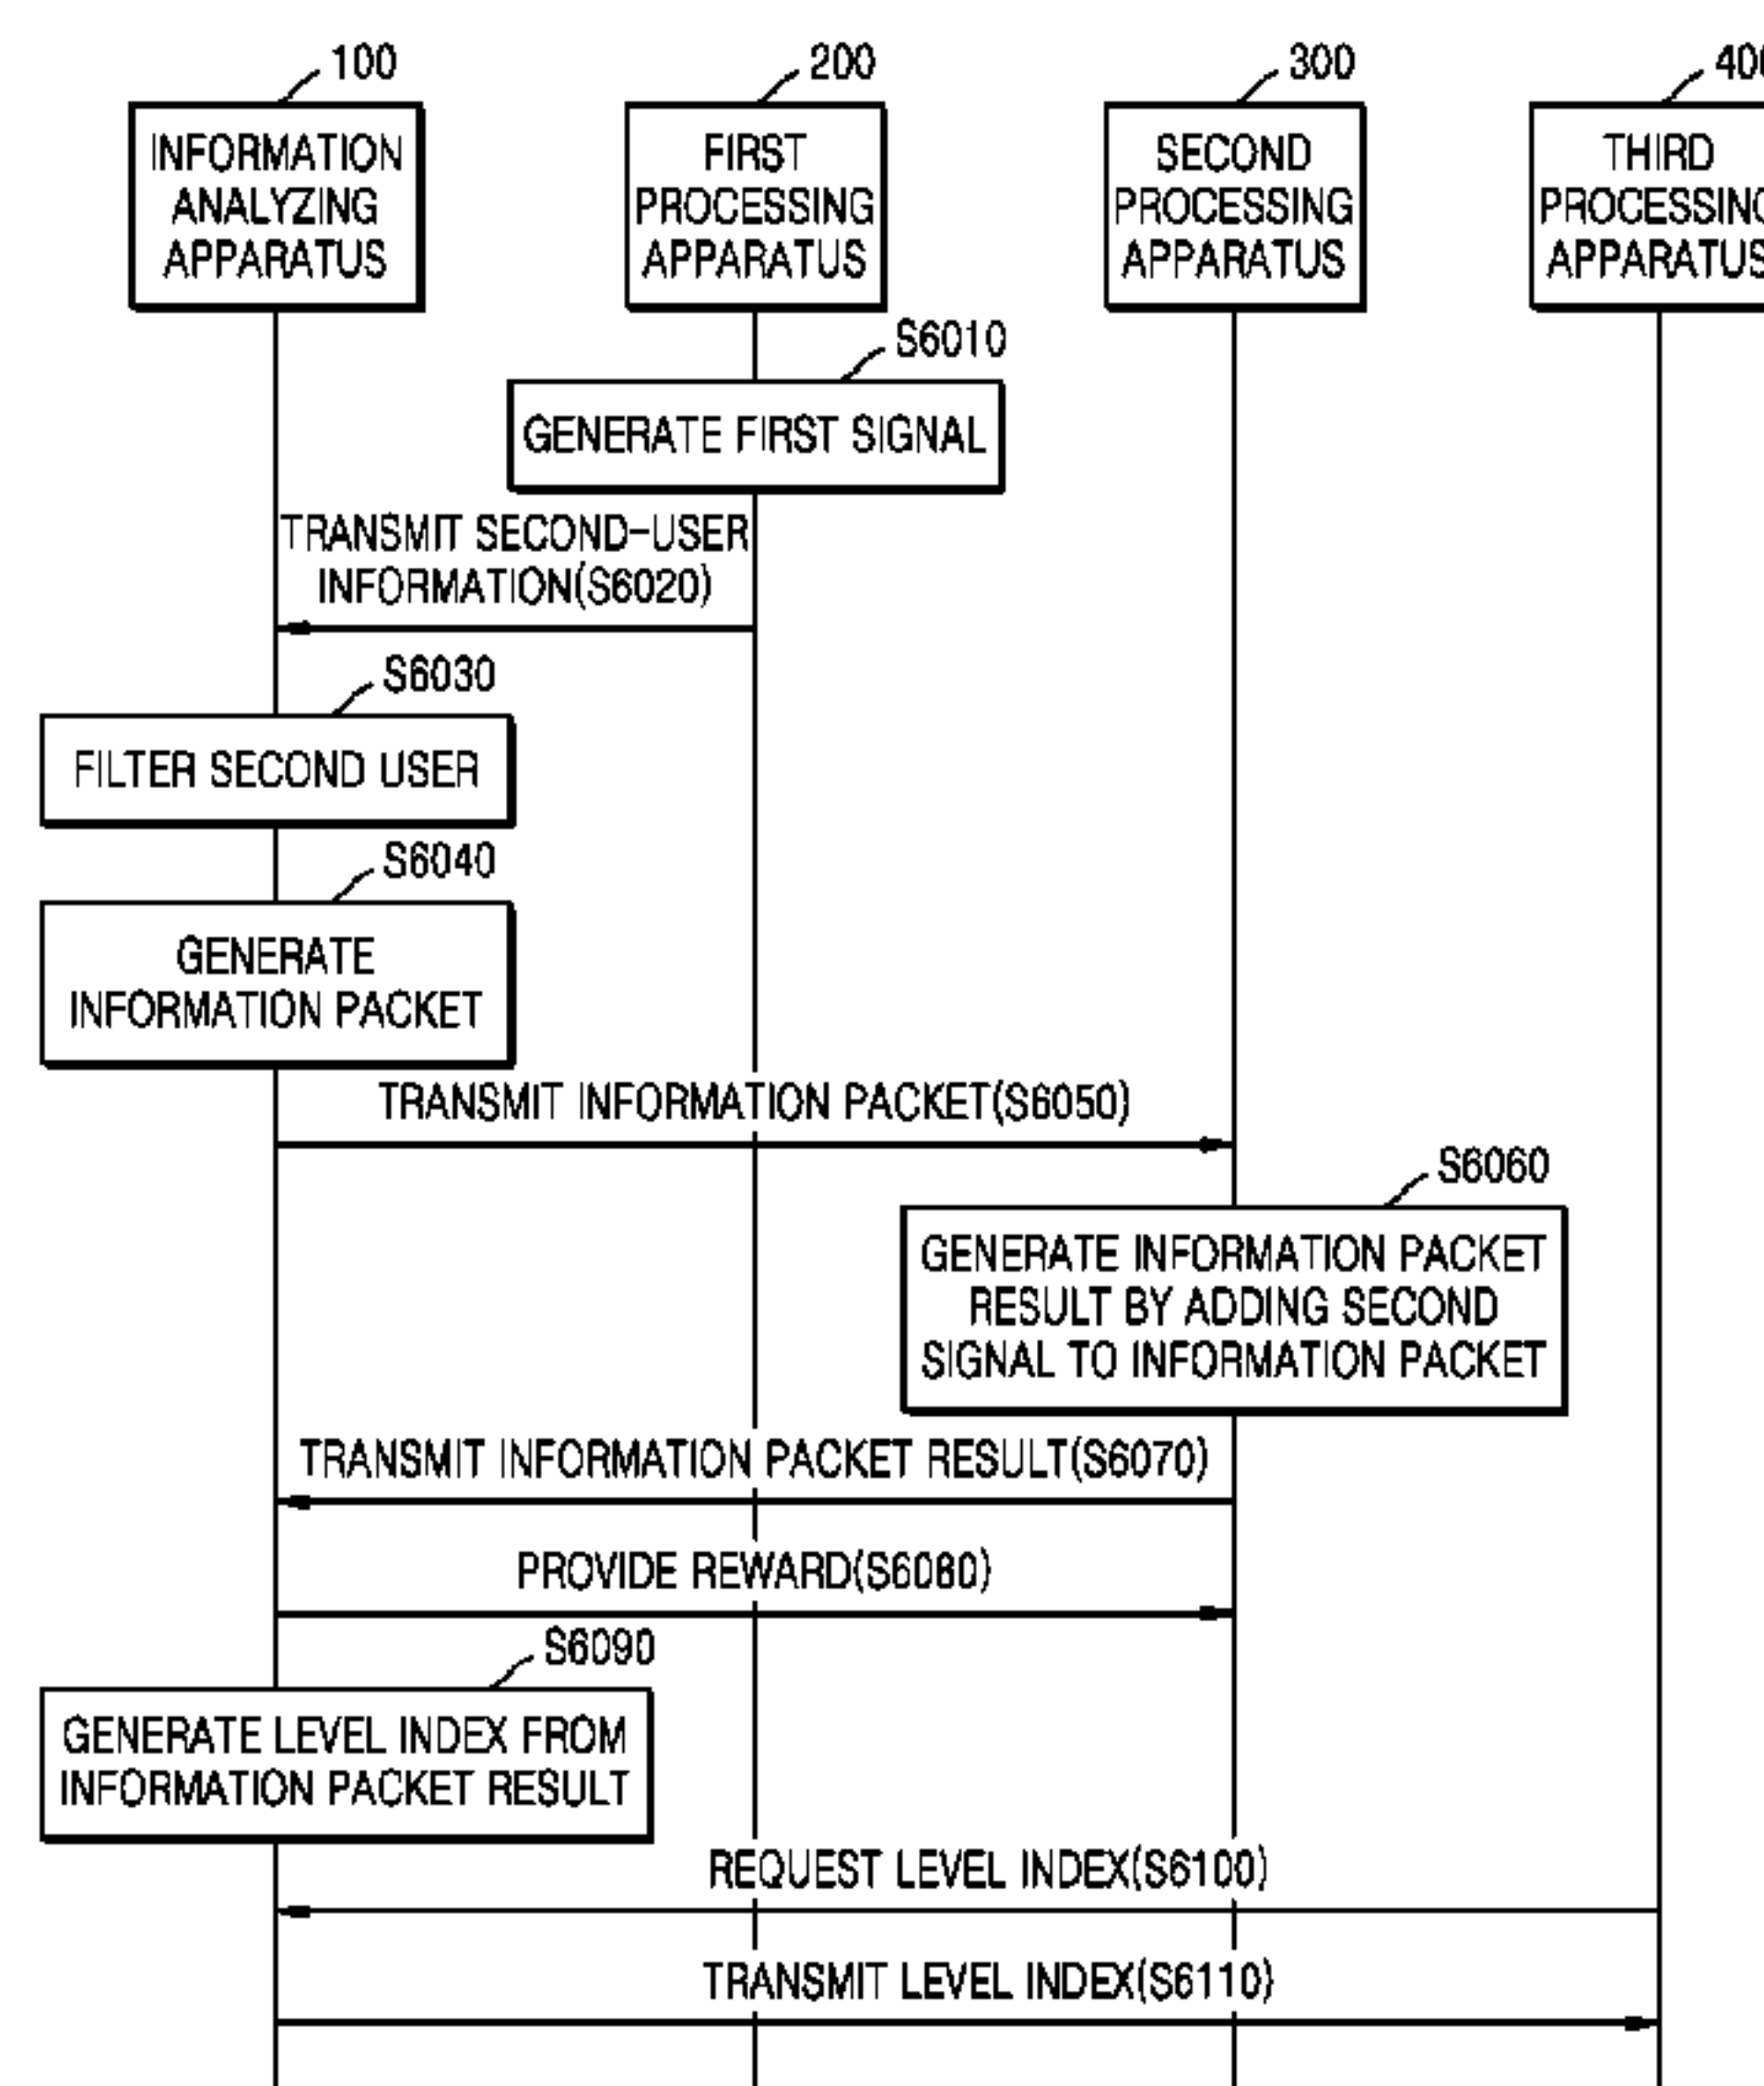 100
200
300
400
INFORMATION
ANALYZING
APPARATUS
FIRST
PROCESSING
APPARATUS
SECOND
PROCESSING
APPARATUS
THIRD
PROCESSING
APPARATUS
S6010
GENERATE FIRST SIGNAL
TRANSMIT SECOND-USER
INFORMATION(S6020)
S6030
FILTER SECOND USER
S6040
GENERATE
INFORMATION PACKET
TRANSMIT INFORMATION PACKET(S6050)
S6060
GENERATE INFORMATION PACKET
RESULT BY ADDING SECOND
SIGNAL TO INFORMATION PACKET
TRANSMIT INFORMATION PACKET RESULT(S6070)
PROVIDE REWARD(S6080)
S6090
GENERATE LEVEL INDEX FROM
INFORMATION PACKET RESULT
REQUEST LEVEL INDEX(S6100)
TRANSMIT LEVEL INDEX(S6110)